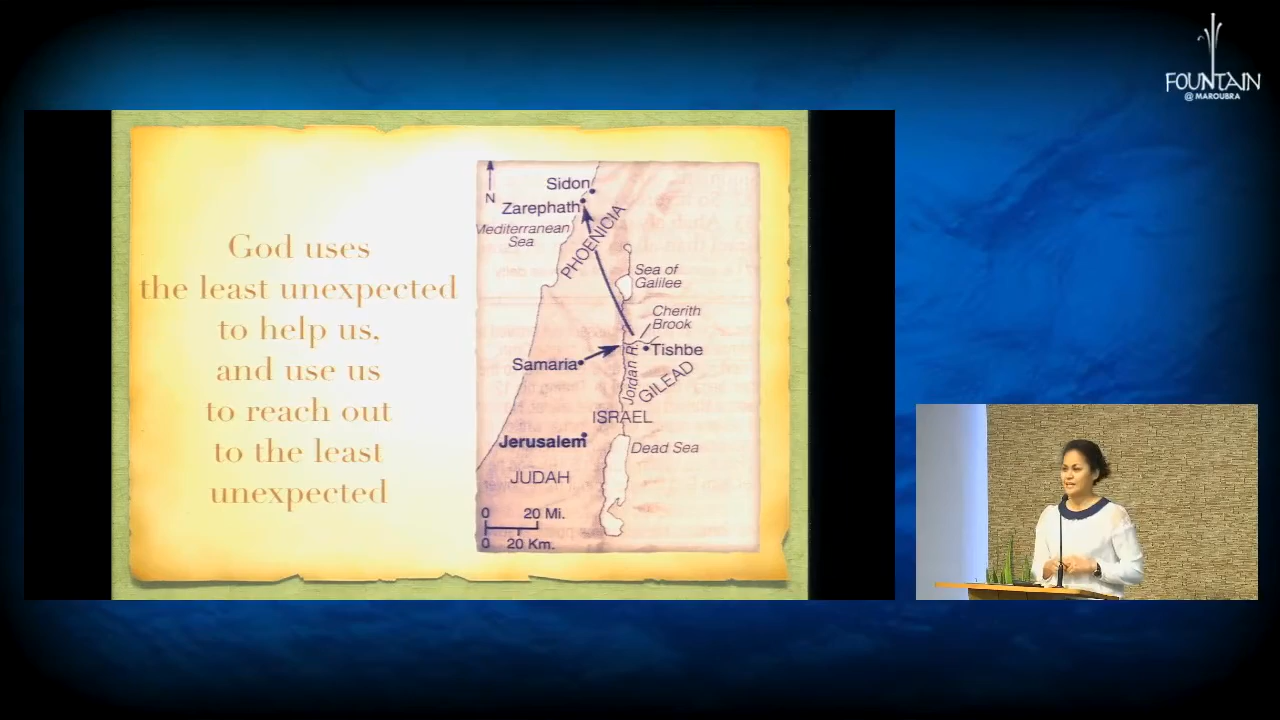 FOUNTAIN
@ MAROUBRA
God uses
the least unexpected
to help us,
and use us
to reach out
to the least
unexpected
N
Sidon
Zarephath
Mediterranean
Sea
PHOENICIA
Sea of
Galilee
Cherith
Brook
Tishbe
Samaria
Jordan R.
GILEAD
ISRAEL
Jerusalem
Dead Sea
JUDAH
0 20 Mi.
0 20 Km.